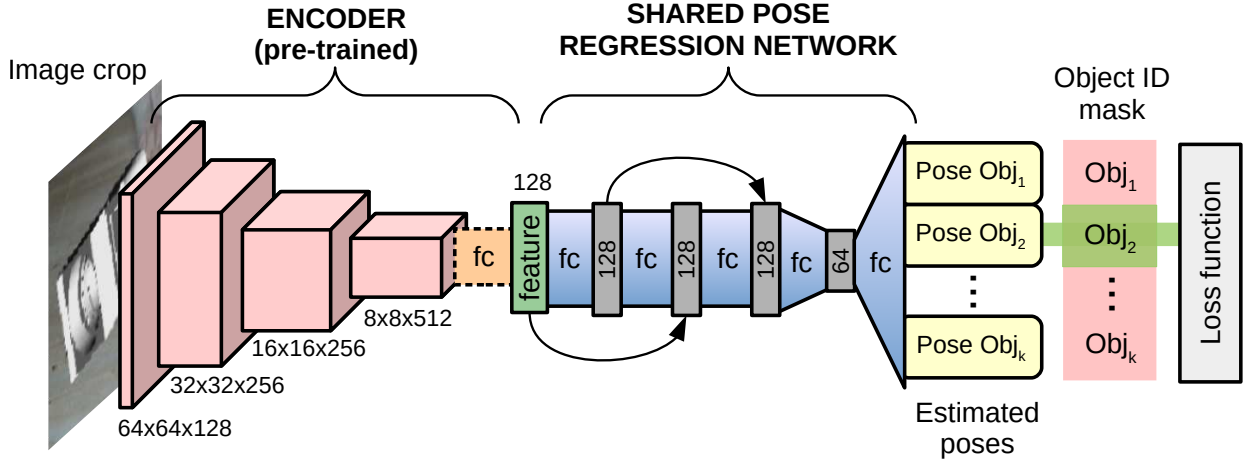 ENCODER
(pre-trained)
SHARED POSE
REGRESSION NETWORK
Image crop
Object ID
mask
64x64x128
32x32x256
16x16x256
8x8x512
fc
128
feature
fc
128
fc
128
fc
128
fc
64
fc
Pose Obj₁
Pose Obj₂
⋮
Pose Objₖ
Estimated
poses
Obj₁
Obj₂
⋮
Objₖ
Loss function